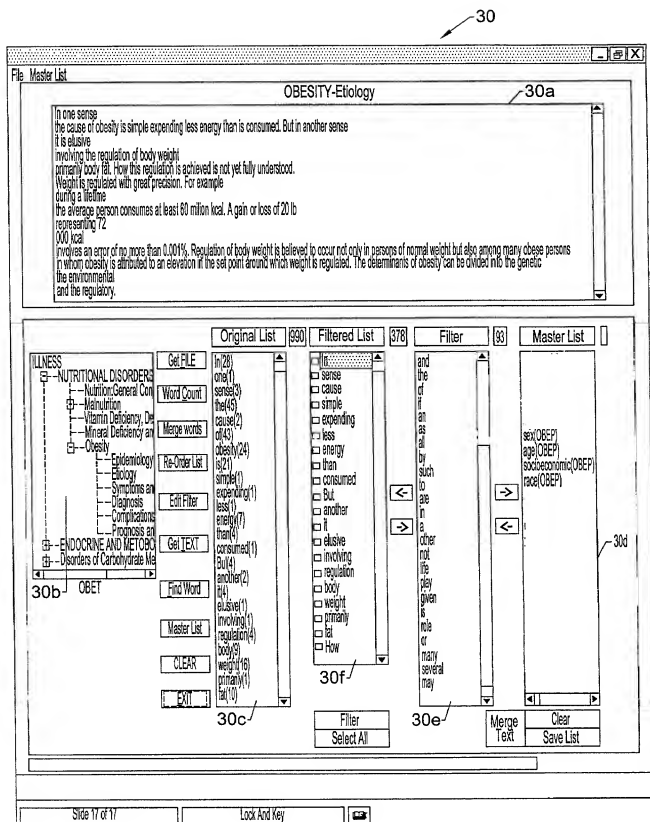 30
File Master List
OBESITY-Etiology
30a
In one sense
the cause of obesity is simple expending less energy than is consumed. But in another sense
it is elusive
involving the regulation of body weight
primarily body fat. How this regulation is achieved is not yet fully understood.
Weight is regulated with great precision. For example
during a lifetime
the average person consumes at least 60 million kcal. A gain or loss of 20 lb
representing 72
000 kcal
involves an error of no more than 0.001%. Regulation of body weight is believed to occur not only in persons of normal weight but also among many obese persons
in whom obesity is attributed to an elevation in the set point around which weight is regulated. The determinants of obesity can be divided into the genetic
the environmental
and the regulatory.
ILLNESS
NUTRITIONAL DISORDERS
Nutrition:General Con
Malnutrition
Vitamin Deficiency, De
Mineral Deficiency an
Obesity
Epidemiology
Etiology
Symptoms an
Diagnosis
Complications
Prognosis an
ENDOCRINE AND METOBO
Disorders of Carbohydrate Me
30b
OBET
Get FILE
Word Count
Merge words
Re-Order List
Edit Filter
Get TEXT
Find Word
Master List
CLEAR
EXIT
Original List 990
In(28)
one(1)
sense(3)
the(45)
cause(2)
of(43)
obesity(24)
is(21)
simple(1)
expending(1)
less(1)
energy(7)
than(4)
consumed(1)
But(4)
another(2)
it(4)
elusive(1)
involving(1)
regulation(4)
body(9)
weight(16)
primarily(1)
fat(10)
30c
Filtered List 378
In
sense
cause
simple
expending
less
energy
than
consumed
But
another
it
elusive
involving
regulation
body
weight
primarily
fat
How
30f
Filter
Select All
<-
->
Filter 93
and
the
of
if
an
as
all
by
such
to
are
in
a
other
not
life
play
given
is
role
or
many
several
may
30e
->
<-
Master List
sex(OBEP)
age(OBEP)
socioeconomic(OBEP)
race(OBEP)
30d
Merge Text
Clear
Save List
Slide 17 of 17
Lock And Key